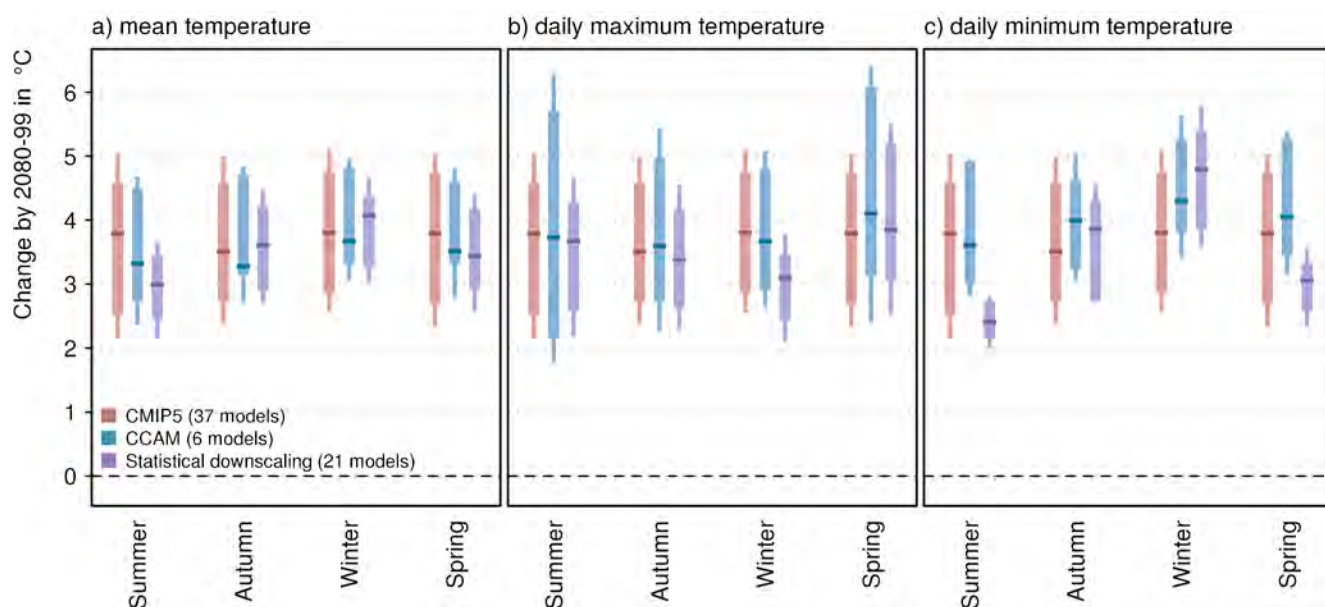 a) mean temperature
b) daily maximum temperature
c) daily minimum temperature
Change by 2080-99 in °C
6
5
4
3
2
1
0
CMIP5 (37 models)
CCAM (6 models)
Statistical downscaling (21 models)
Summer
Autumn
Winter
Spring
Summer
Autumn
Winter
Spring
Summer
Autumn
Winter
Spring